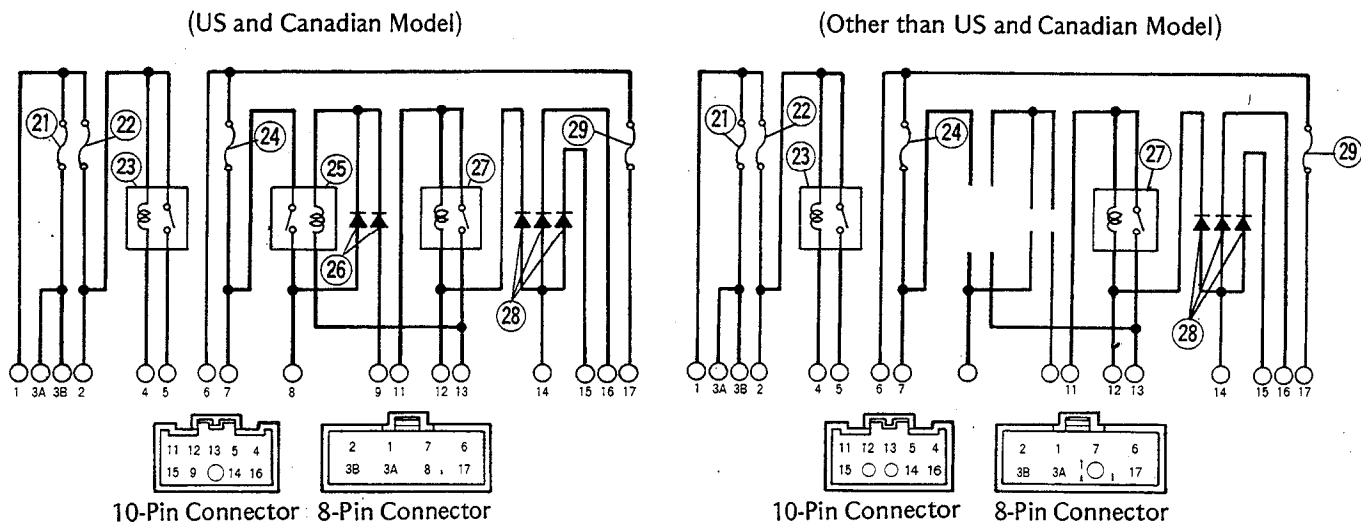 (US and Canadian Model)
(Other than US and Canadian Model)
21 22 23 24 25 26 27 28 29
21 22 23 24 27 28 29
1 3A 3B 2 4 5 6 7 8 9 11 12 13 14 15 16 17
1 3A 3B 2 4 5 6 7 11 12 13 14 15 16 17
11 12 13 5 4
15 9 14 16
2 1 7 6
3B 3A 8 17
11 12 13 5 4
15 14 16
2 1 7 6
3B 3A 17
10-Pin Connector 8-Pin Connector
10-Pin Connector 8-Pin Connector